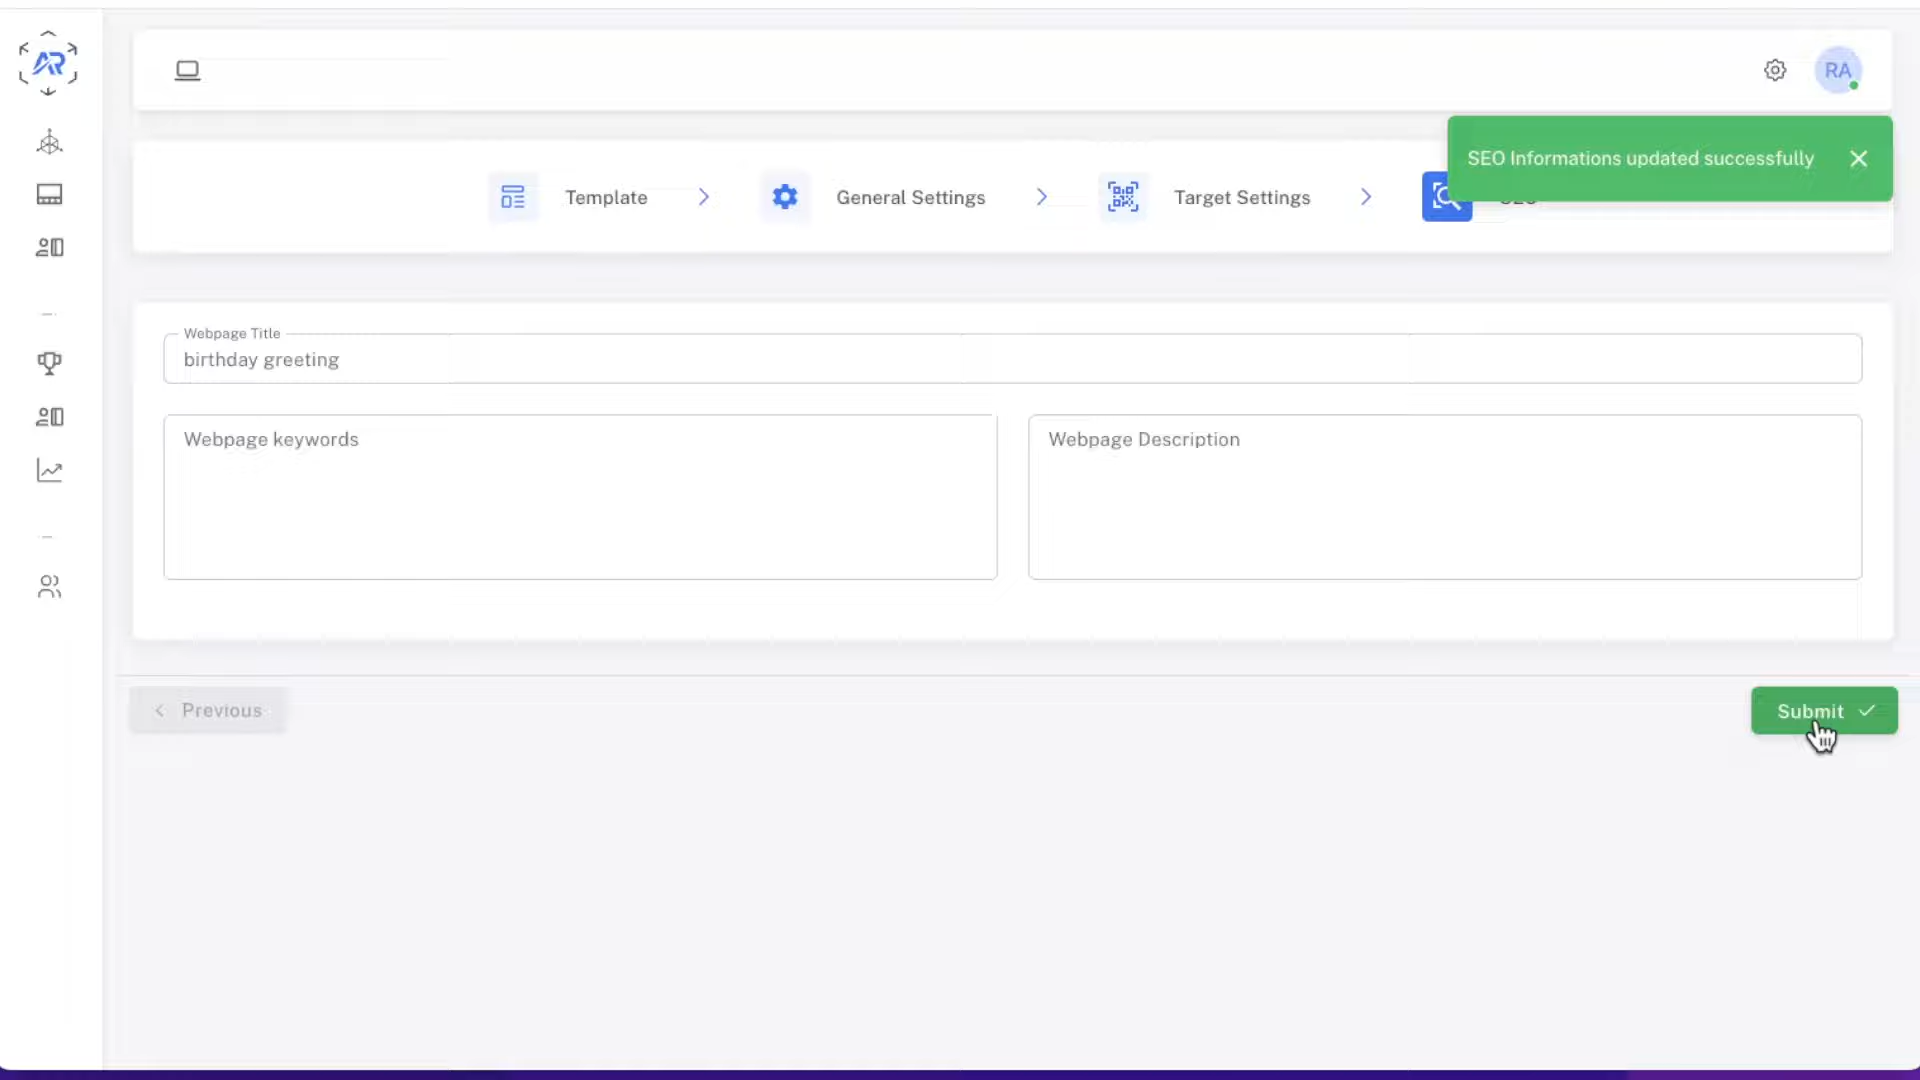 AR
RA
SEO Informations updated successfully
Template
General Settings
Target Settings
Webpage Title
birthday greeting
Webpage keywords
Webpage Description
Previous
Submit